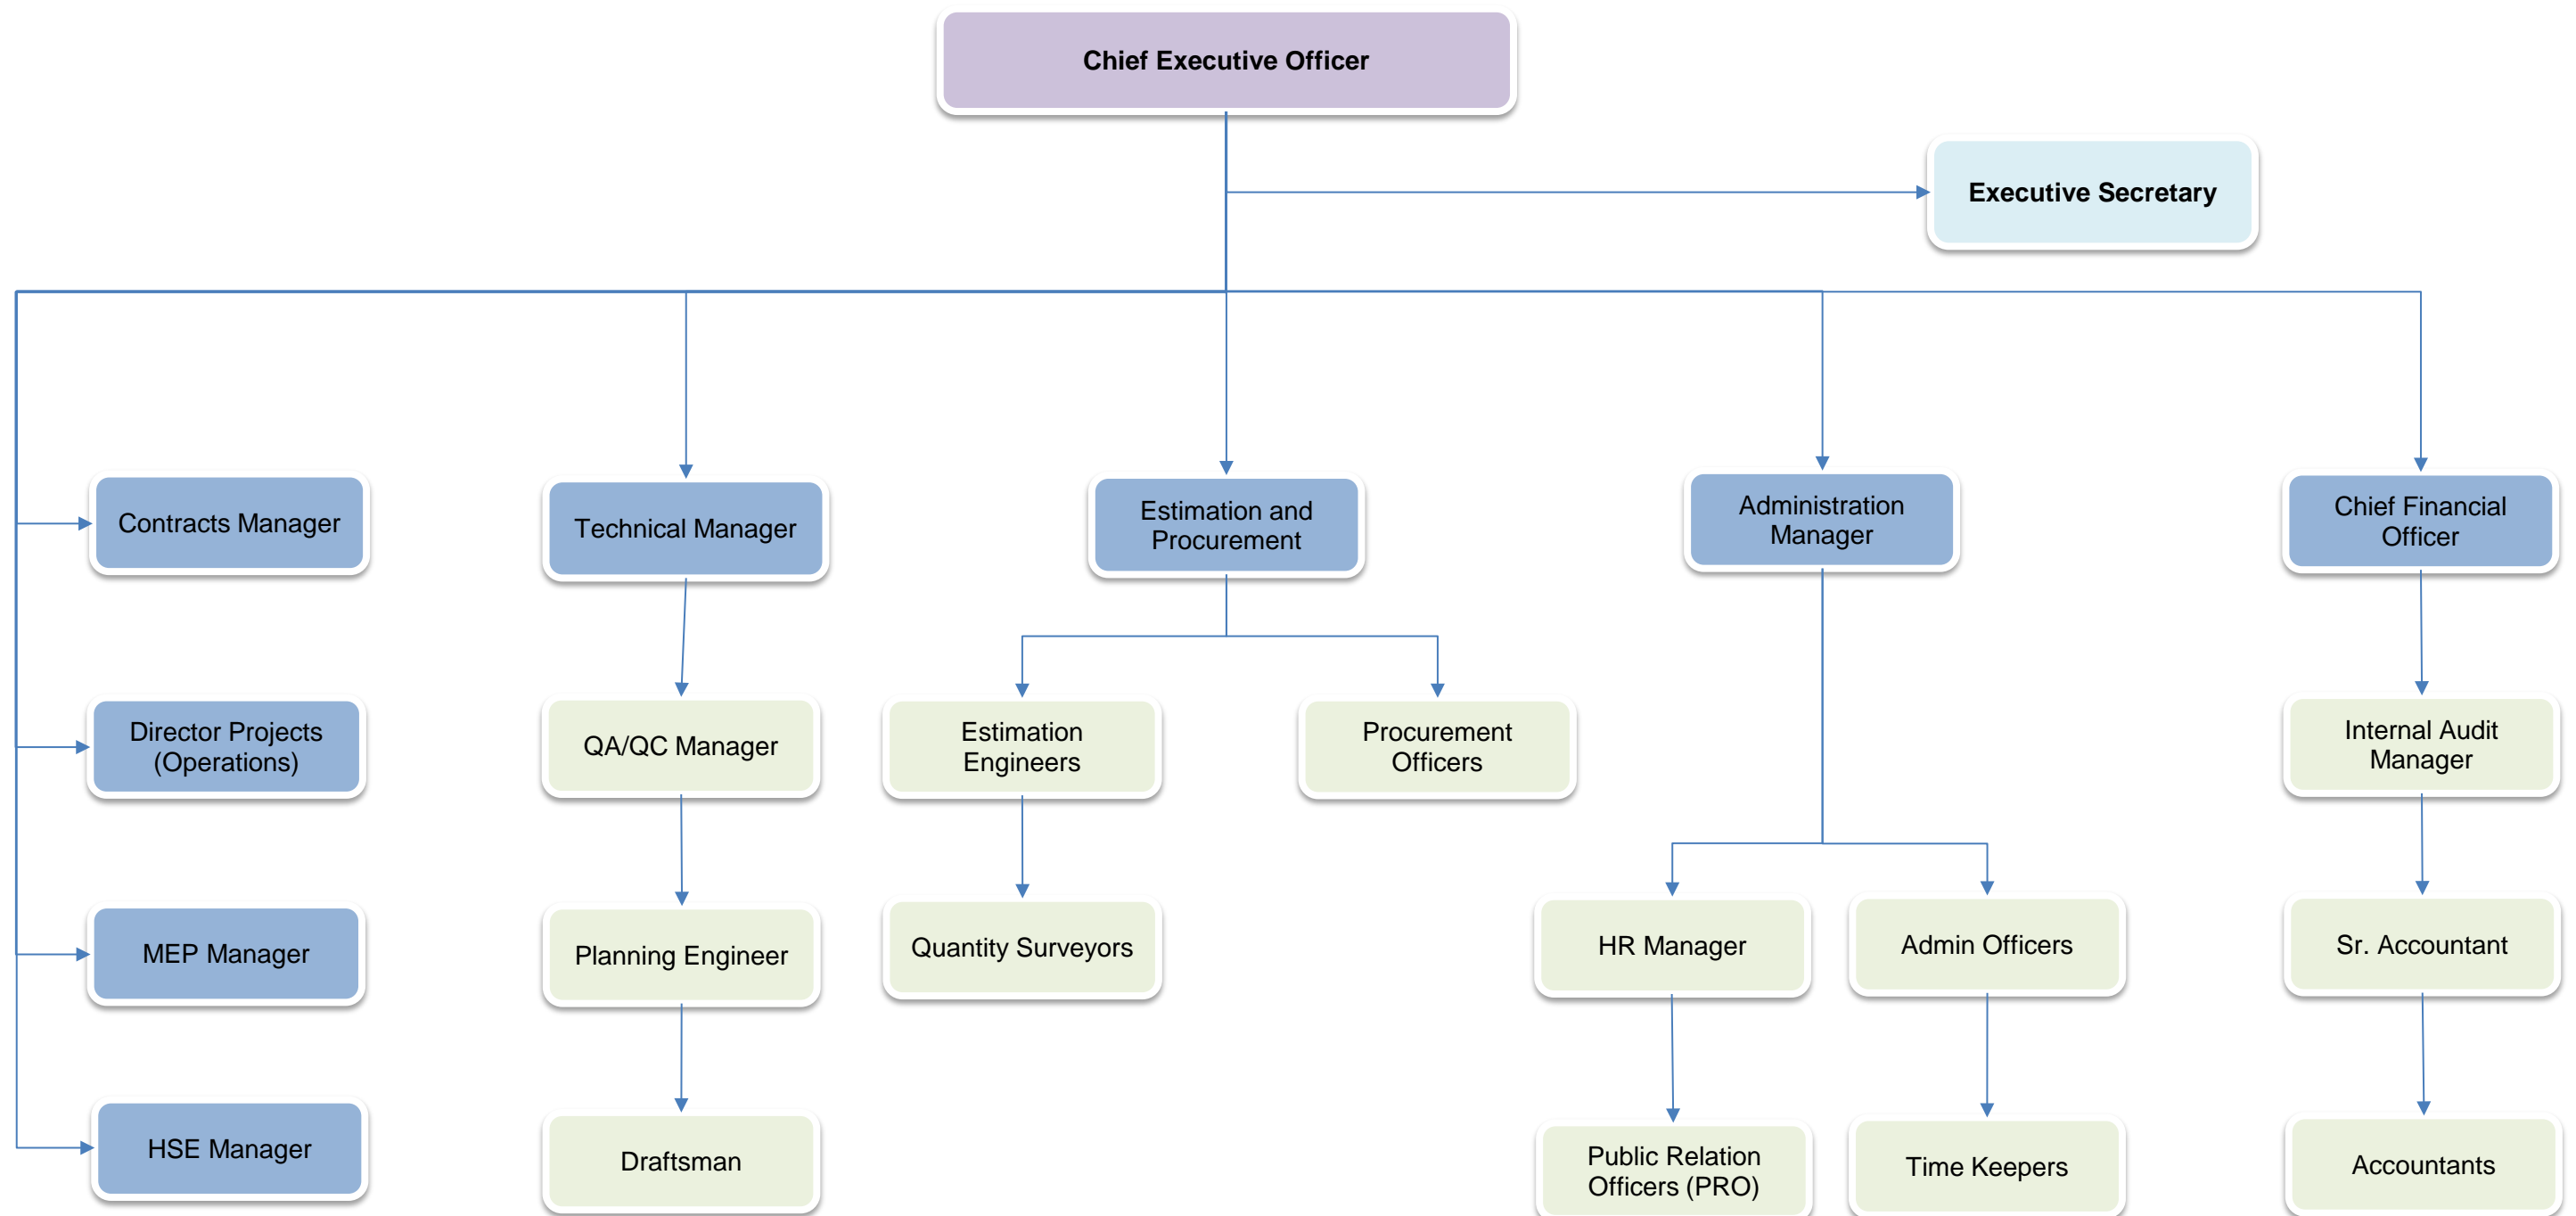 Chief Executive Officer
Executive Secretary
Contracts Manager
Technical Manager
Estimation and
Procurement
Administration
Manager
Chief Financial
Officer
Director Projects
(Operations)
QA/QC Manager
Estimation
Engineers
Procurement
Officers
Internal Audit
Manager
MEP Manager
Planning Engineer
Quantity Surveyors
HR Manager
Admin Officers
Sr. Accountant
HSE Manager
Draftsman
Public Relation
Officers (PRO)
Time Keepers
Accountants